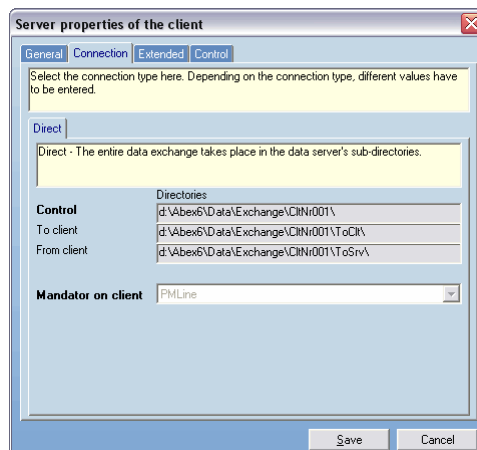 Server properties of the client
General Connection Extended Control
Select the connection type here. Depending on the connection type, different values have
to be entered.
Direct
Direct - The entire data exchange takes place in the data server's sub-directories.
Directories
Control d:\Abex6\Data\Exchange\CltNr001\
To client d:\Abex6\Data\Exchange\CltNr001\ToClt\
From client d:\Abex6\Data\Exchange\CltNr001\ToSrv\
Mandator on client PMLine
Save Cancel